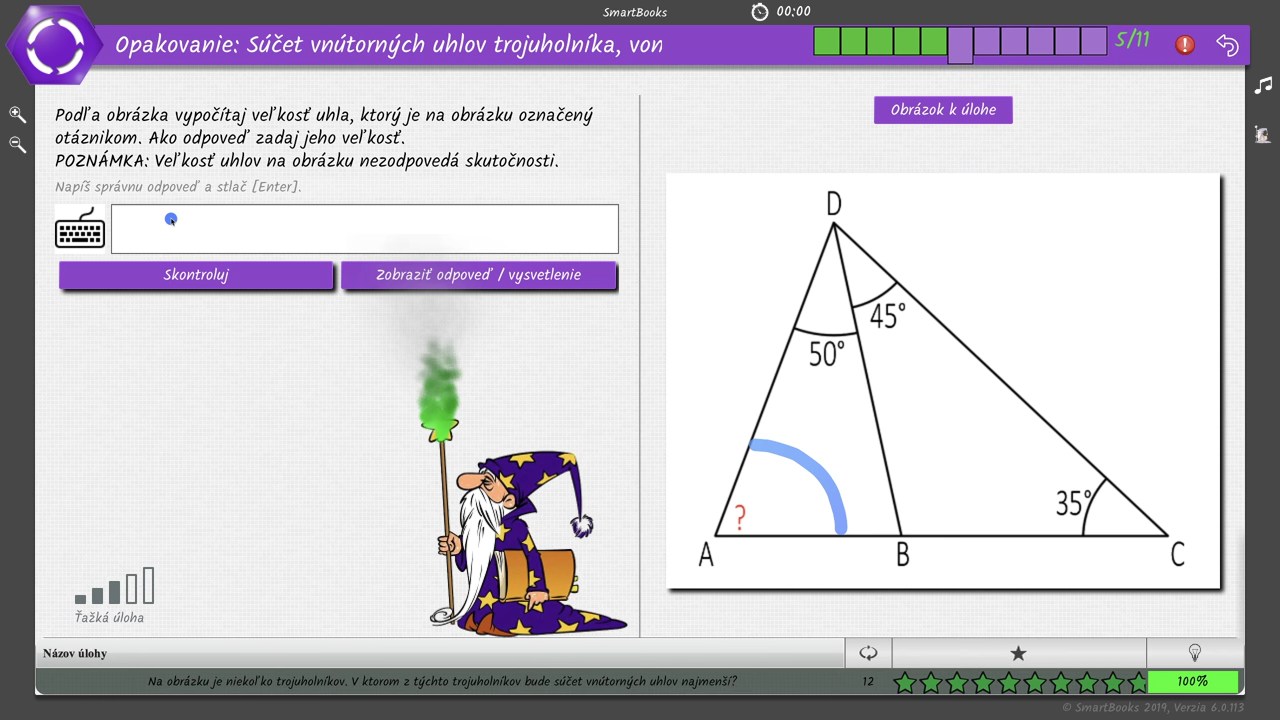 SmartBooks
00:00
Opakovanie: Súčet vnútorných uhlov trojuholníka, von
5/11
Podľa obrázka vypočítaj veľkosť uhla, ktorý je na obrázku označený
otáznikom. Ako odpoveď zadaj jeho veľkosť.
POZNÁMKA: Veľkosť uhlov na obrázku nezodpovedá skutočnosti.
Napíš správnu odpoveď a stlač [Enter].
Skontroluj
Zobraziť odpoveď / vysvetlenie
Obrázok k úlohe
D
45°
50°
35°
?
A
B
C
Ťažká úloha
Názov úlohy
Na obrázku je niekoľko trojuholníkov. V ktorom z týchto trojuholníkov bude súčet vnútorných uhlov najmenší?
12
100%
© SmartBooks 2019, Verzia 6.0.113